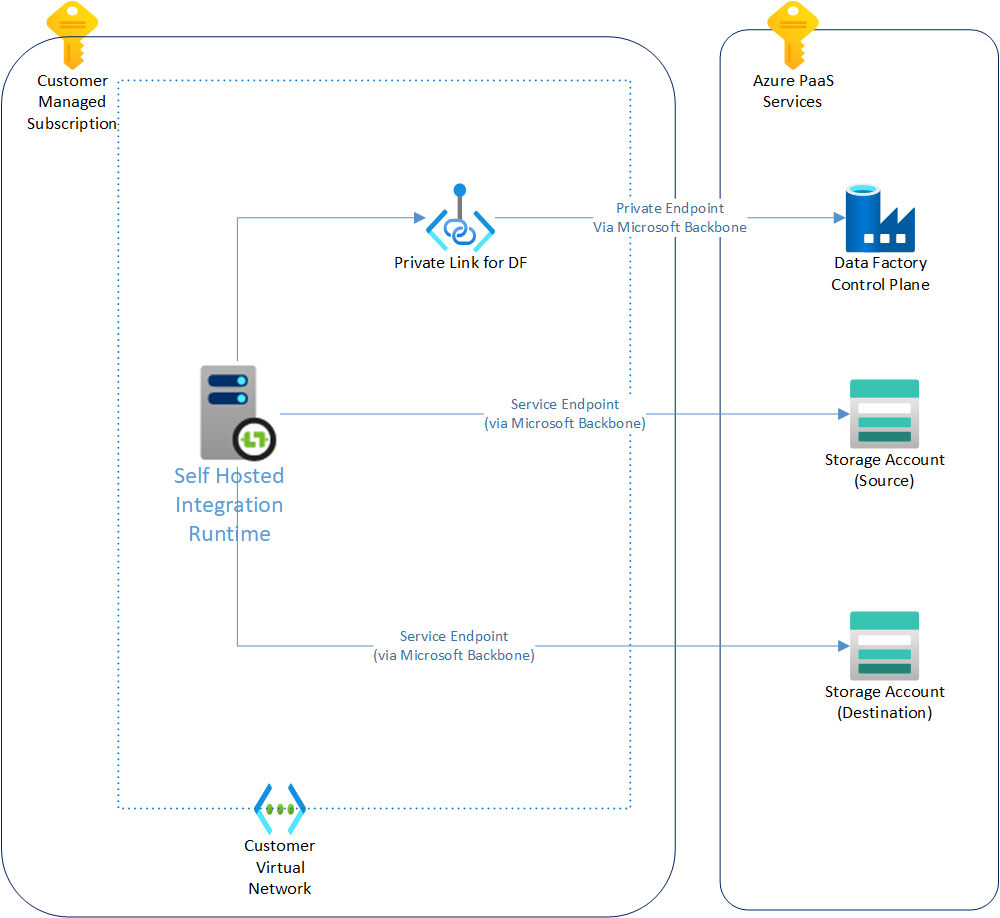 Customer
Managed
Subscription
Azure PaaS
Services
Private Endpoint
Via Microsoft Backbone
Private Link for DF
Data Factory
Control Plane
Service Endpoint
(via Microsoft Backbone)
Storage Account
(Source)
Self Hosted
Integration
Runtime
Service Endpoint
(via Microsoft Backbone)
Storage Account
(Destination)
Customer
Virtual
Network